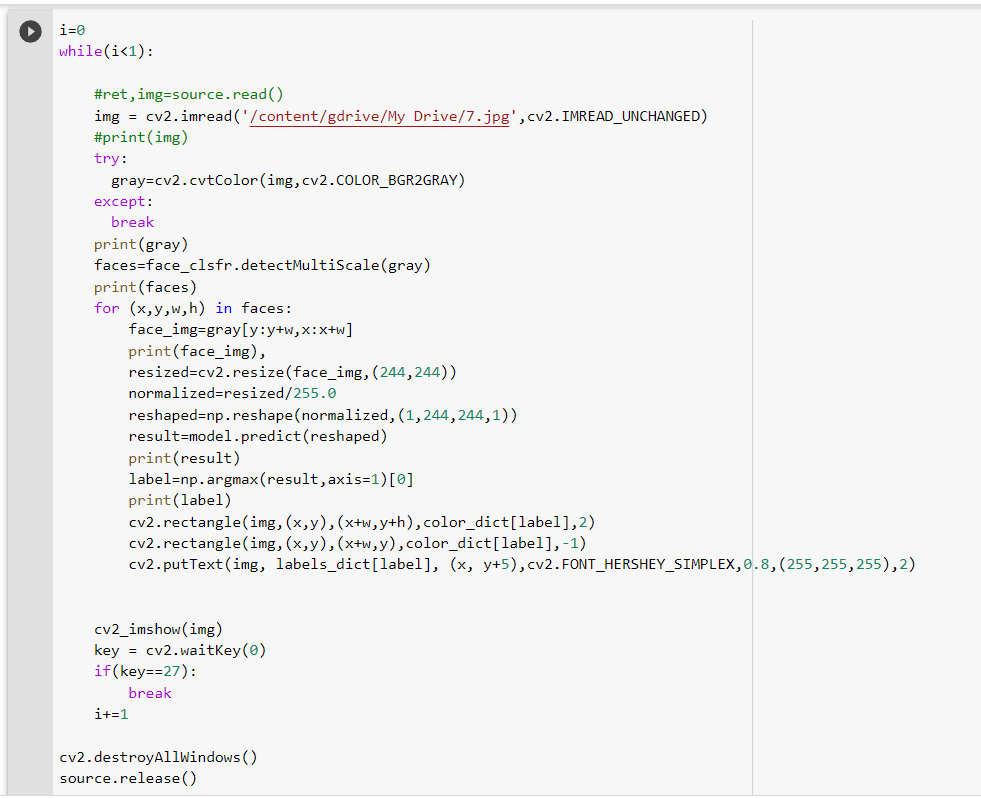 i=0
while(i<1):

    #ret,img=source.read()
    img = cv2.imread('/content/gdrive/My Drive/7.jpg',cv2.IMREAD_UNCHANGED)
    #print(img)
    try:
      gray=cv2.cvtColor(img,cv2.COLOR_BGR2GRAY)
    except:
      break
    print(gray)
    faces=face_clsfr.detectMultiScale(gray)
    print(faces)
    for (x,y,w,h) in faces:
        face_img=gray[y:y+w,x:x+w]
        print(face_img),
        resized=cv2.resize(face_img,(244,244))
        normalized=resized/255.0
        reshaped=np.reshape(normalized,(1,244,244,1))
        result=model.predict(reshaped)
        print(result)
        label=np.argmax(result,axis=1)[0]
        print(label)
        cv2.rectangle(img,(x,y),(x+w,y+h),color_dict[label],2)
        cv2.rectangle(img,(x,y),(x+w,y),color_dict[label],-1)
        cv2.putText(img, labels_dict[label], (x, y+5),cv2.FONT_HERSHEY_SIMPLEX,0.8,(255,255,255),2)


    cv2_imshow(img)
    key = cv2.waitKey(0)
    if(key==27):
        break
    i+=1

cv2.destroyAllWindows()
source.release()